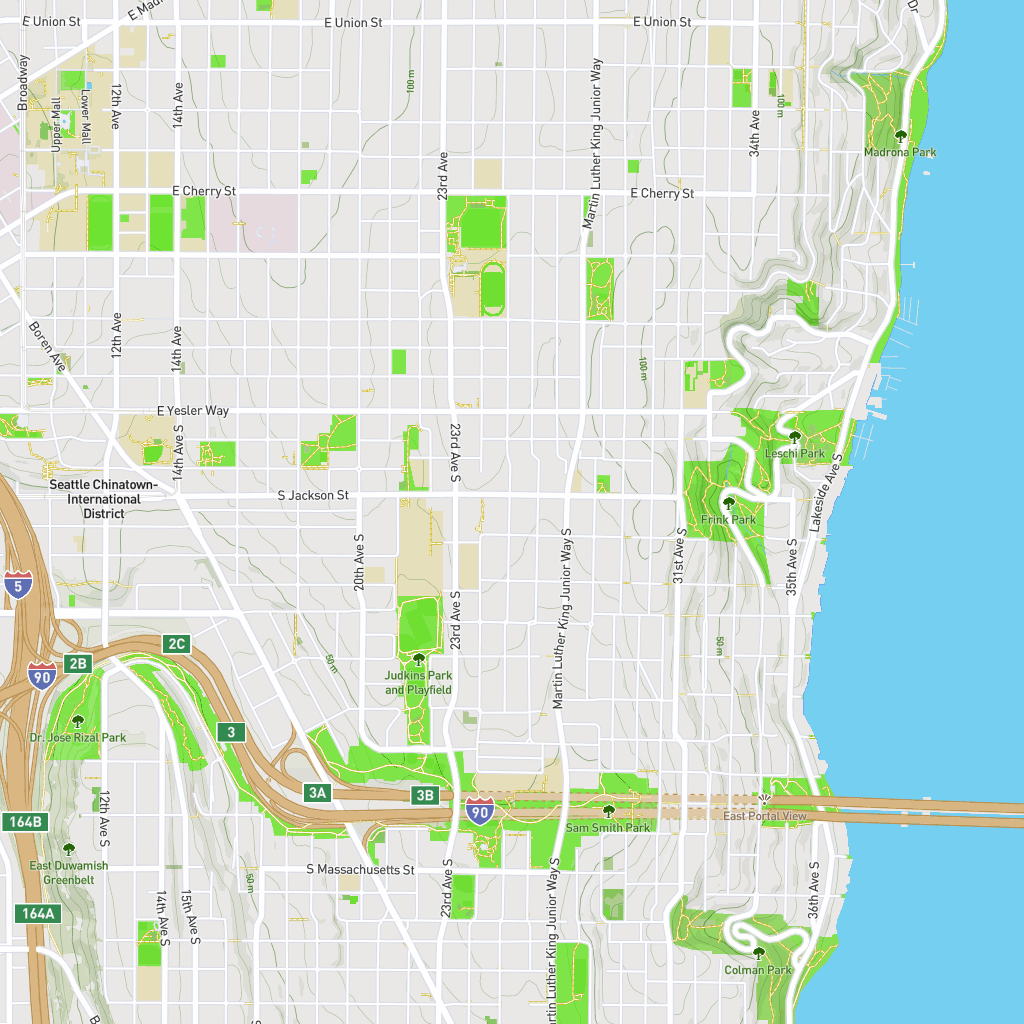 E Union St
E Union St
E Union St
E Mad
Dr
Broadway
Upper Mall
Lower Mall
12th Ave
14th Ave
100 m
Martin Luther King Junior Way
100 m
34th Ave
Madrona Park
23rd Ave
E Cherry St
E Cherry St
Boren Ave
12th Ave
14th Ave
100 m
E Yesler Way
14th Ave S
23rd Ave S
Leschi Park
Lakeside Ave S
Seattle Chinatown-
International
District
S Jackson St
Frink Park
5
20th Ave S
23rd Ave S
Martin Luther King Junior Way S
31st Ave S
35th Ave S
2C
2B
90
50 m
50 m
Judkins Park
and Playfield
Dr. Jose Rizal Park
3
3A
3B
90
164B
12th Ave S
Sam Smith Park
East Portal View
East Duwamish
Greenbelt
S Massachusetts St
50 m
164A
14th Ave S
15th Ave S
23rd Ave S
Martin Luther King Junior Way S
36th Ave S
Colman Park
B
S